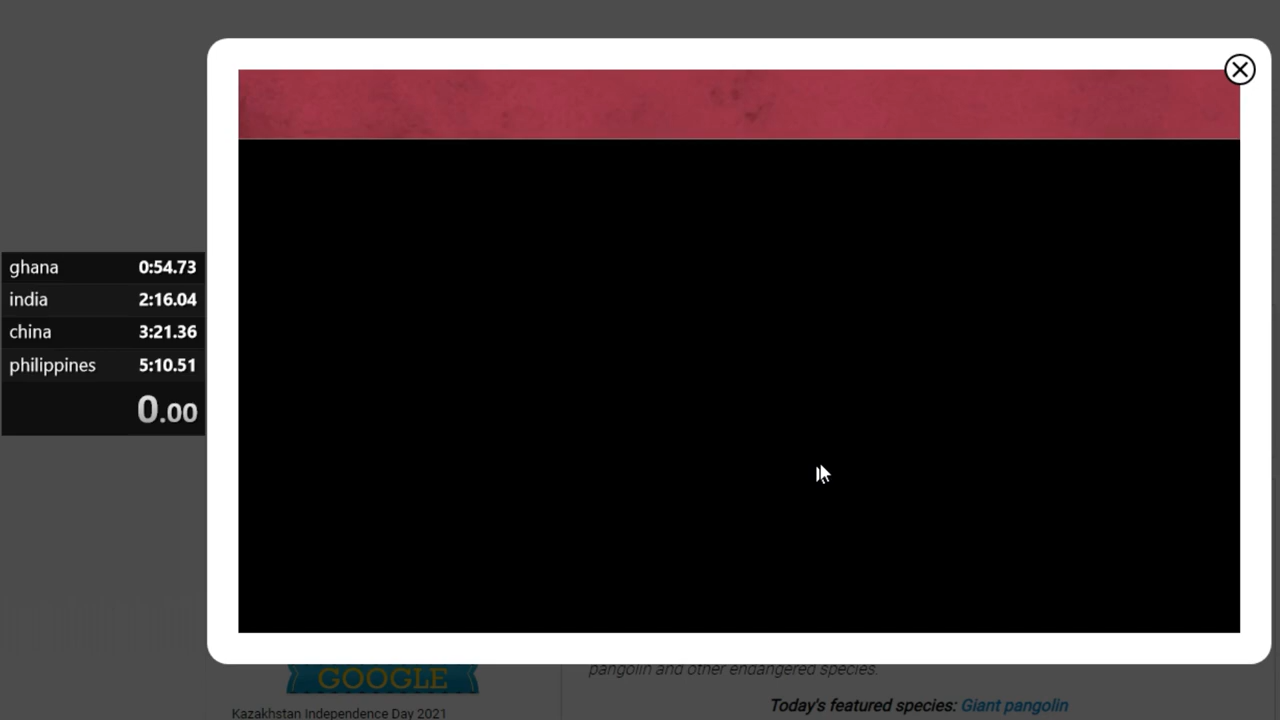 ghana 0:54.73
india 2:16.04
china 3:21.36
philippines 5:10.51
0.00
pangolin and other endangered species.
GOOGLE
Today's featured species: Giant pangolin
Kazakhstan Independence Day 2021